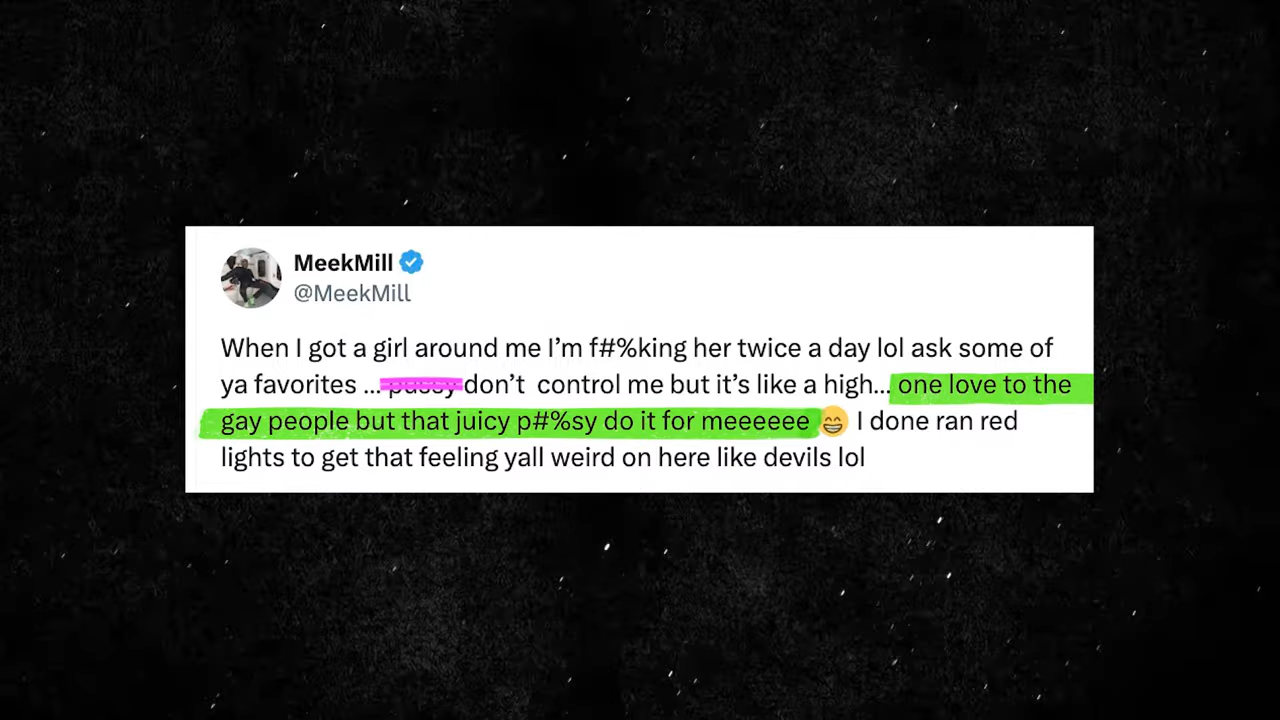 MeekMill
@MeekMill
When I got a girl around me I'm f#%king her twice a day lol ask some of
ya favorites ... pussy don't control me but it's like a high... one love to the
gay people but that juicy p#%sy do it for meeeeee 😁 I done ran red
lights to get that feeling yall weird on here like devils lol